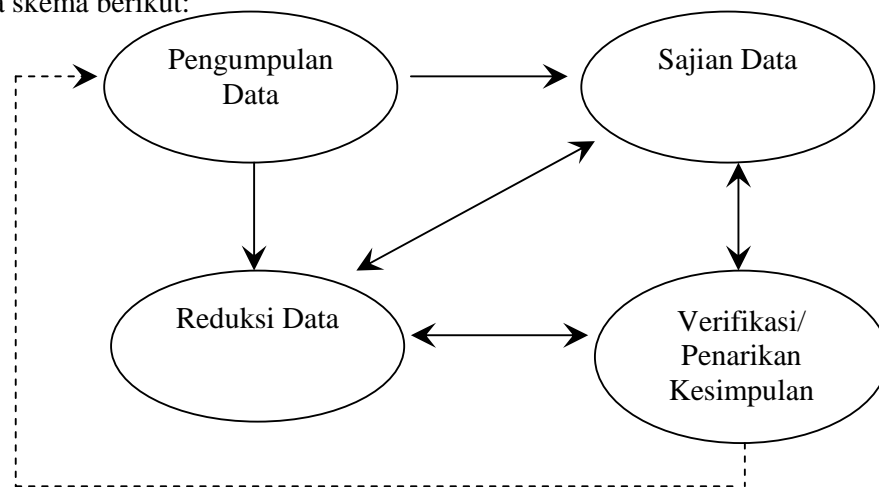 skema berikut:
Pengumpulan
Data
Sajian Data
Reduksi Data
Verifikasi/
Penarikan
Kesimpulan